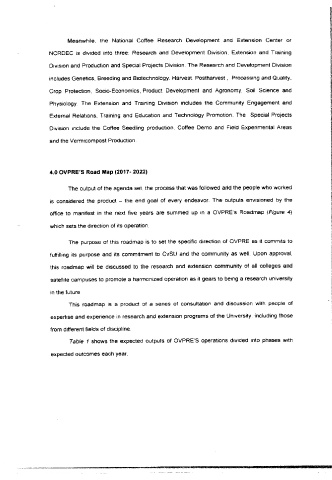 Meanwhile, the National Coffee Research Development and Extension Center or
NCRDEC is divided into three: Research and Development Division, Extension and Training
Division and Production and Special Projects Division. The Research and Development Division
includes Genetics, Breeding and Biotechnology, Harvest, Postharvest , Processing and Quality,
Crop Protection, Socio-Economics, Product Development and Agronomy, Soil Science and
Physiology. The Extension and Training Division includes the Community Engagement and
External Relations, Training and Education and Technology Promotion. The Special Projects
Division include the Coffee Seedling production, Coffee Demo and Field Experimental Areas
and the Vermicompost Production.
4.0 OVPRE'S Road Map (2017- 2022)
The output of the agenda set, the process that was followed and the people who worked
is considered the product – the end goal of every endeavor. The outputs envisioned by the
office to manifest in the next five years are summed up in a OVPRE's Roadmap (Figure 4)
which sets the direction of its operation.
The purpose of this roadmap is to set the specific direction of OVPRE as it commits to
fulfilling its purpose and its commitment to CvSU and the community as well. Upon approval,
this roadmap will be discussed to the research and extension community of all colleges and
satellite campuses to promote a harmonized operation as it gears to being a research university
in the future.
This roadmap is a product of a series of consultation and discussion with people of
expertise and experience in research and extension programs of the University, including those
from different fields of discipline.
Table 1 shows the expected outputs of OVPRE'S operations divided into phases with
expected outcomes each year.